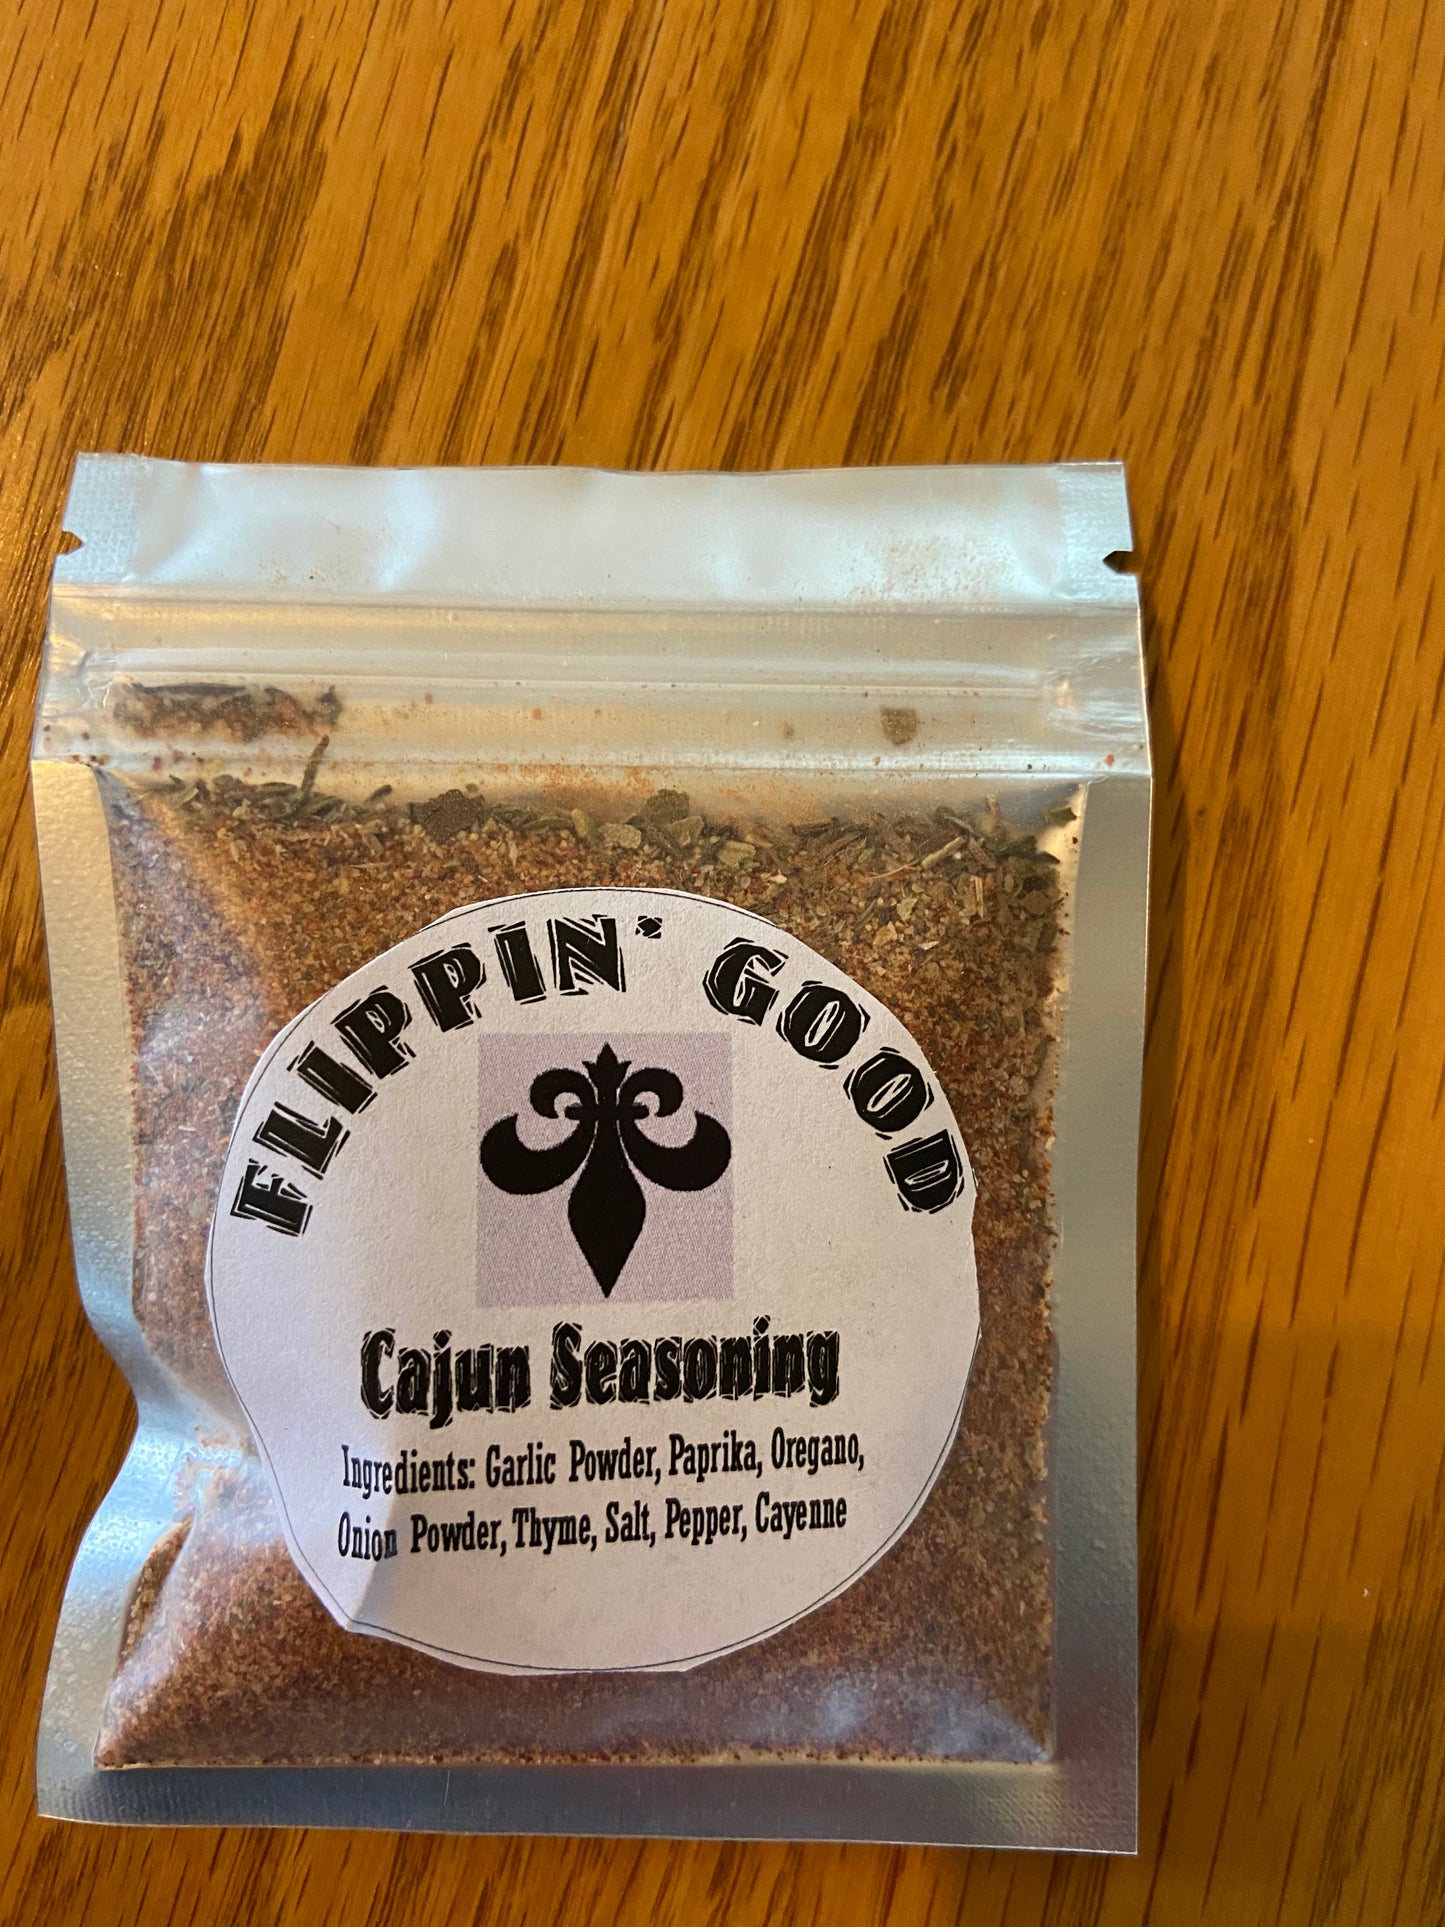 FLIPPIN' GOOD
Cajun Seasoning
Ingredients: Garlic Powder, Paprika, Oregano,
Onion Powder, Thyme, Salt, Pepper, Cayenne